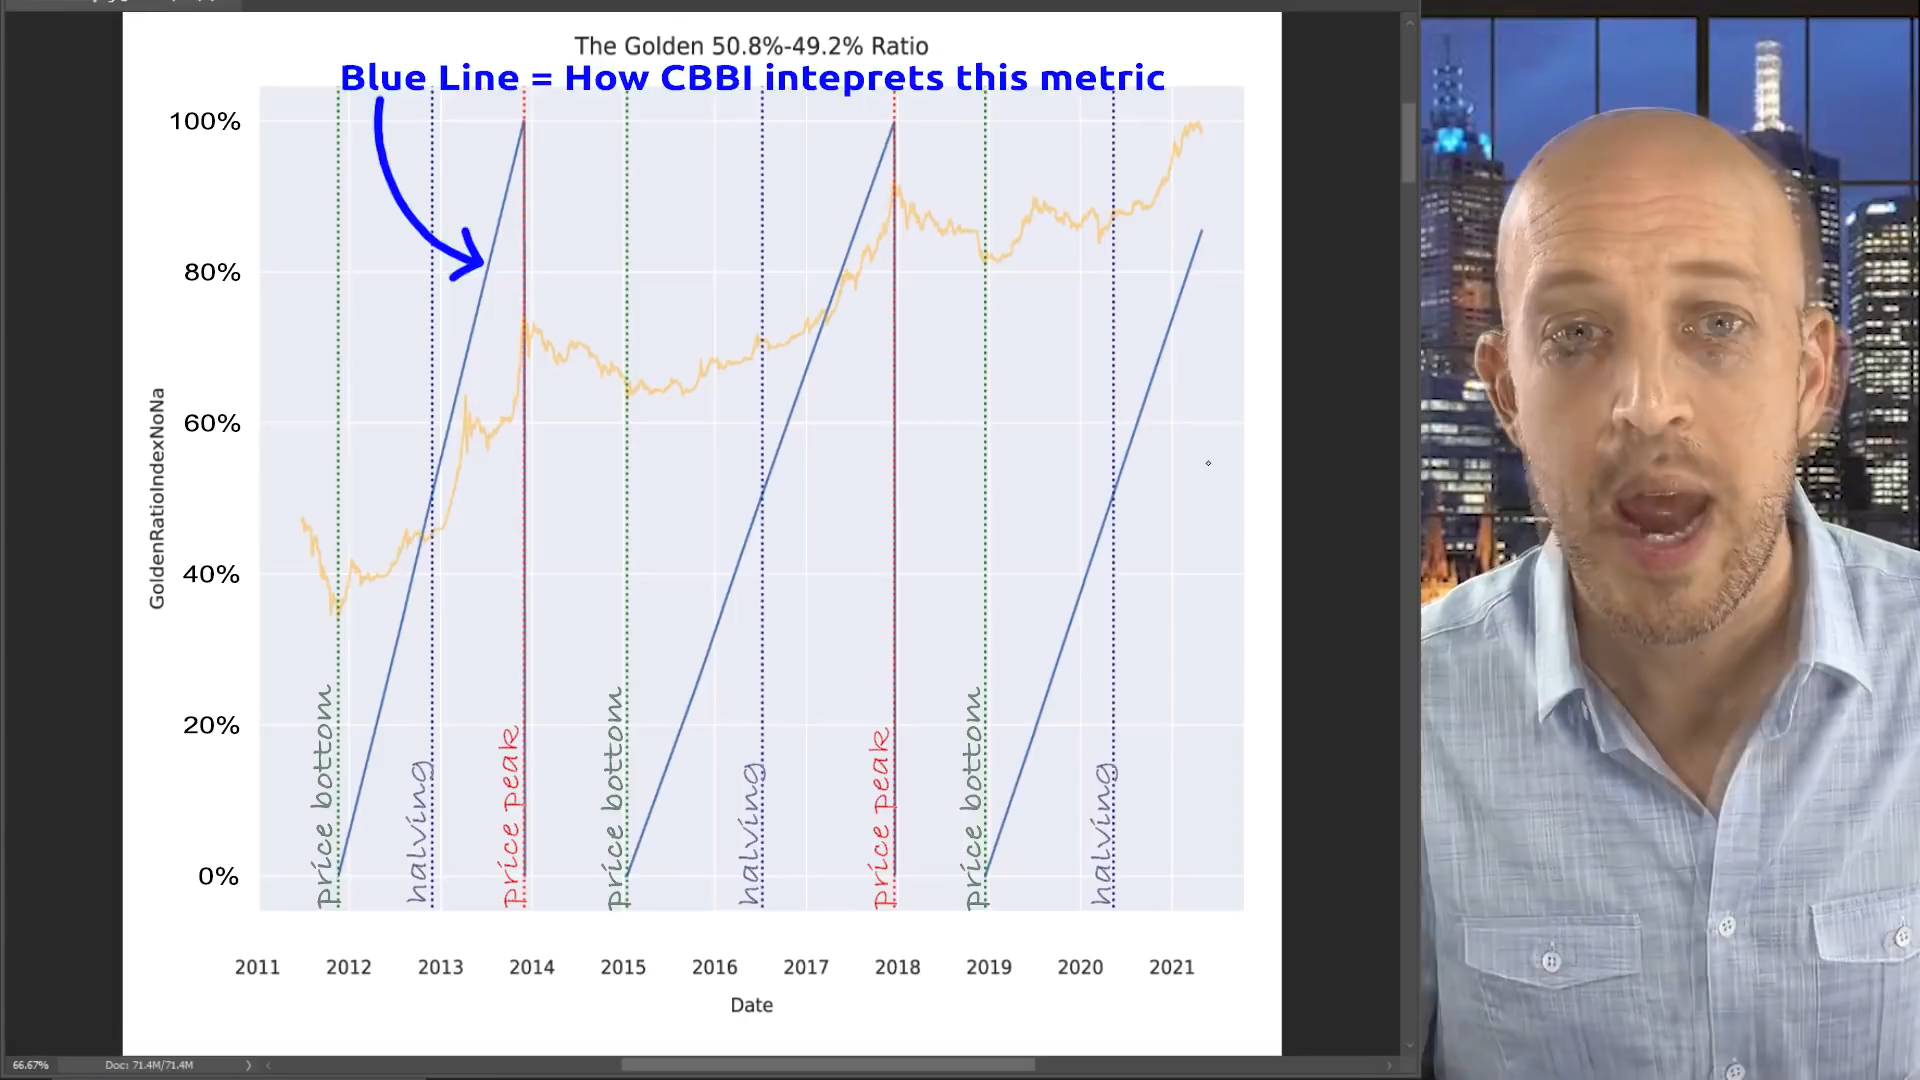 The Golden 50.8%-49.2% Ratio
Blue Line = How CBBI inteprets this metric
100%
80%
60%
40%
20%
0%
GoldenRatioIndexNoNa
price bottom
halving
price peak
price bottom
halving
price peak
price bottom
halving
2011 2012 2013 2014 2015 2016 2017 2018 2019 2020 2021
Date
66.67% Doc: 71.4M/71.4M